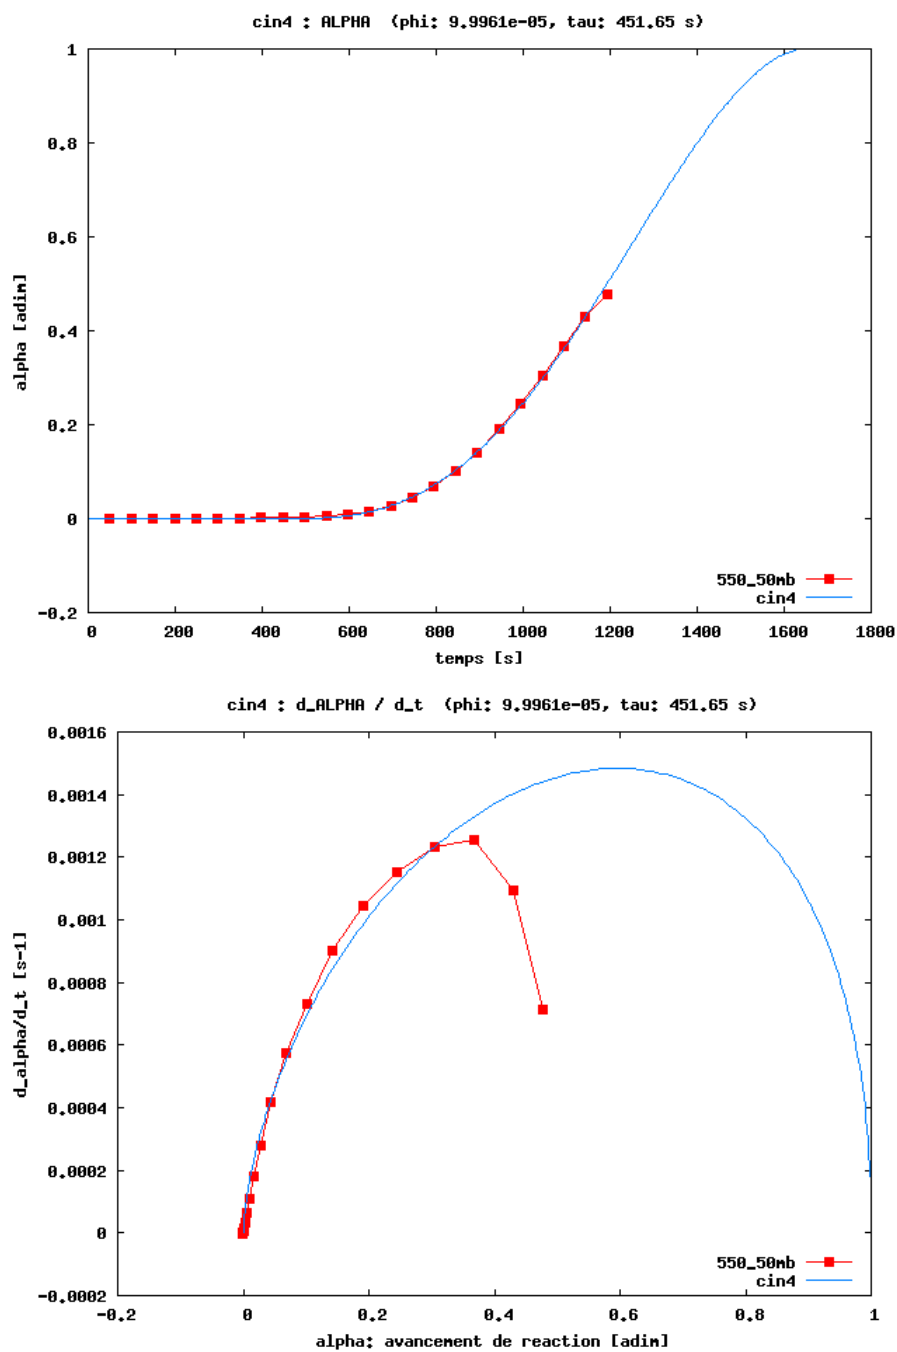 cin4 : ALPHA (phi: 9.9961e-05, tau: 451.65 s)
1
0.8
0.6
0.4
0.2
0
-0.2
alpha [adim]
550_50mb
cin4
0 200 400 600 800 1000 1200 1400 1600 1800
temps [s]
cin4 : d_ALPHA / d_t (phi: 9.9961e-05, tau: 451.65 s)
0.0016
0.0014
0.0012
0.001
0.0008
0.0006
0.0004
0.0002
0
-0.0002
d_alpha/d_t [s-1]
550_50mb
cin4
-0.2 0 0.2 0.4 0.6 0.8 1
alpha: avancement de reaction [adim]